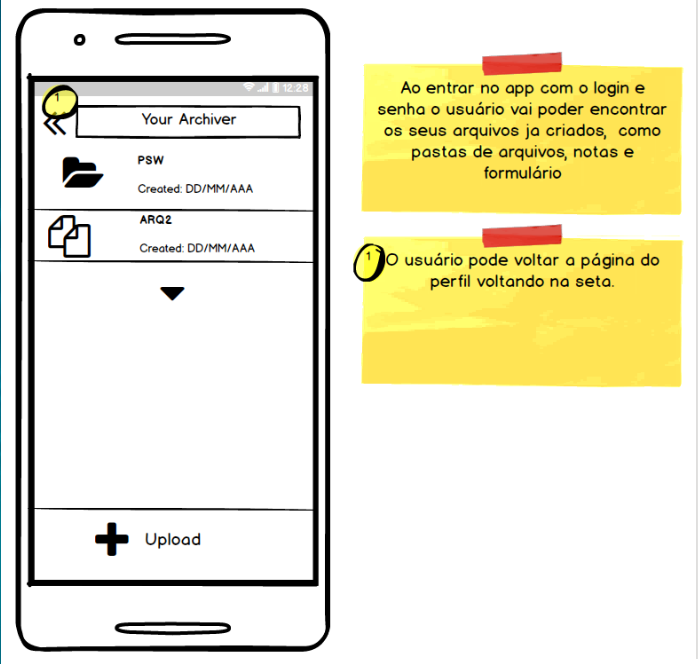 12:28
1
Your Archiver
PSW
Created: DD/MM/AAA
ARQ2
Created: DD/MM/AAA
Upload
Ao entrar no app com o login e
senha o usuário vai poder encontrar
os seus arquivos ja criados, como
pastas de arquivos, notas e
formulário
1
O usuário pode voltar a página do
perfil voltando na seta.